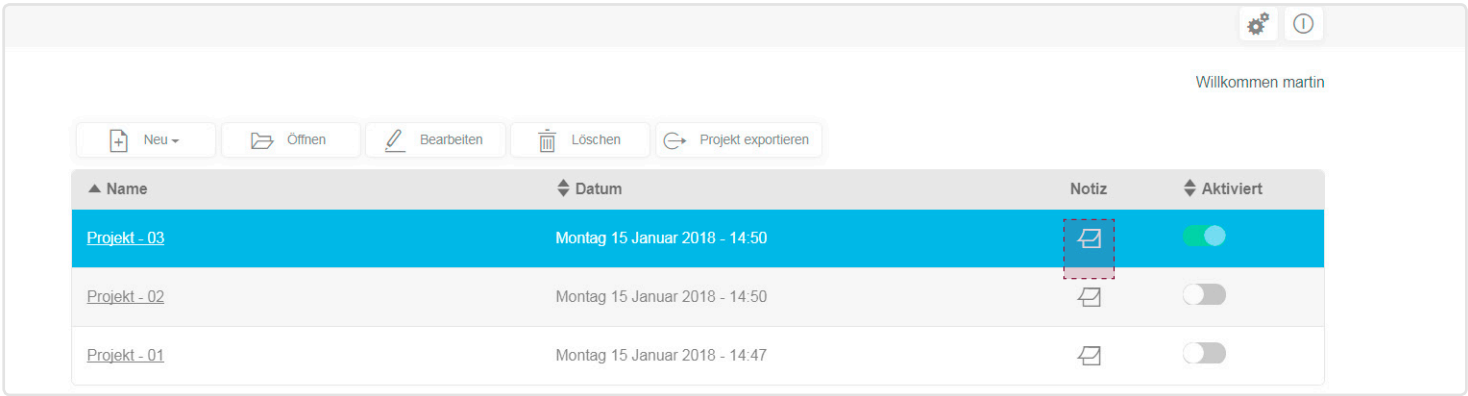 Willkommen martin
Neu Öffnen Bearbeiten Löschen Projekt exportieren
Name Datum Notiz Aktiviert
Projekt - 03 Montag 15 Januar 2018 - 14:50
Projekt - 02 Montag 15 Januar 2018 - 14:50
Projekt - 01 Montag 15 Januar 2018 - 14:47